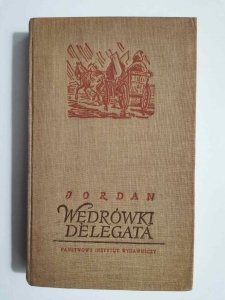 JORDAN
WĘDRÓWKI
DELEGATA
PAŃSTWOWY INSTYTUT WYDAWNICZY